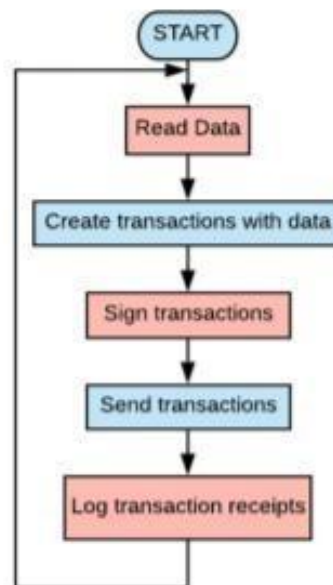 START
Read Data
Create transactions with data
Sign transactions
Send transactions
Log transaction receipts